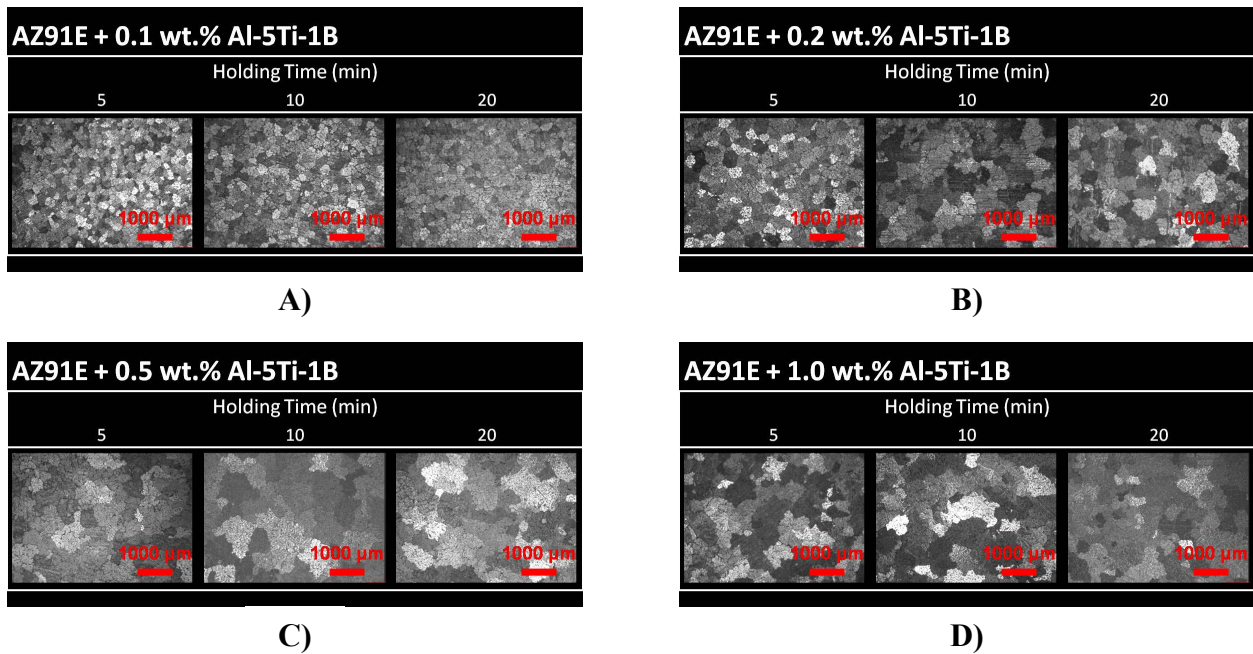 AZ91E + 0.1 wt.% Al-5Ti-1B
Holding Time (min)
5 10 20
1000 µm 1000 µm 1000 µm
A)
AZ91E + 0.2 wt.% Al-5Ti-1B
Holding Time (min)
5 10 20
1000 µm 1000 µm 1000 µm
B)
AZ91E + 0.5 wt.% Al-5Ti-1B
Holding Time (min)
5 10 20
1000 µm 1000 µm 1000 µm
C)
AZ91E + 1.0 wt.% Al-5Ti-1B
Holding Time (min)
5 10 20
1000 µm 1000 µm 1000 µm
D)